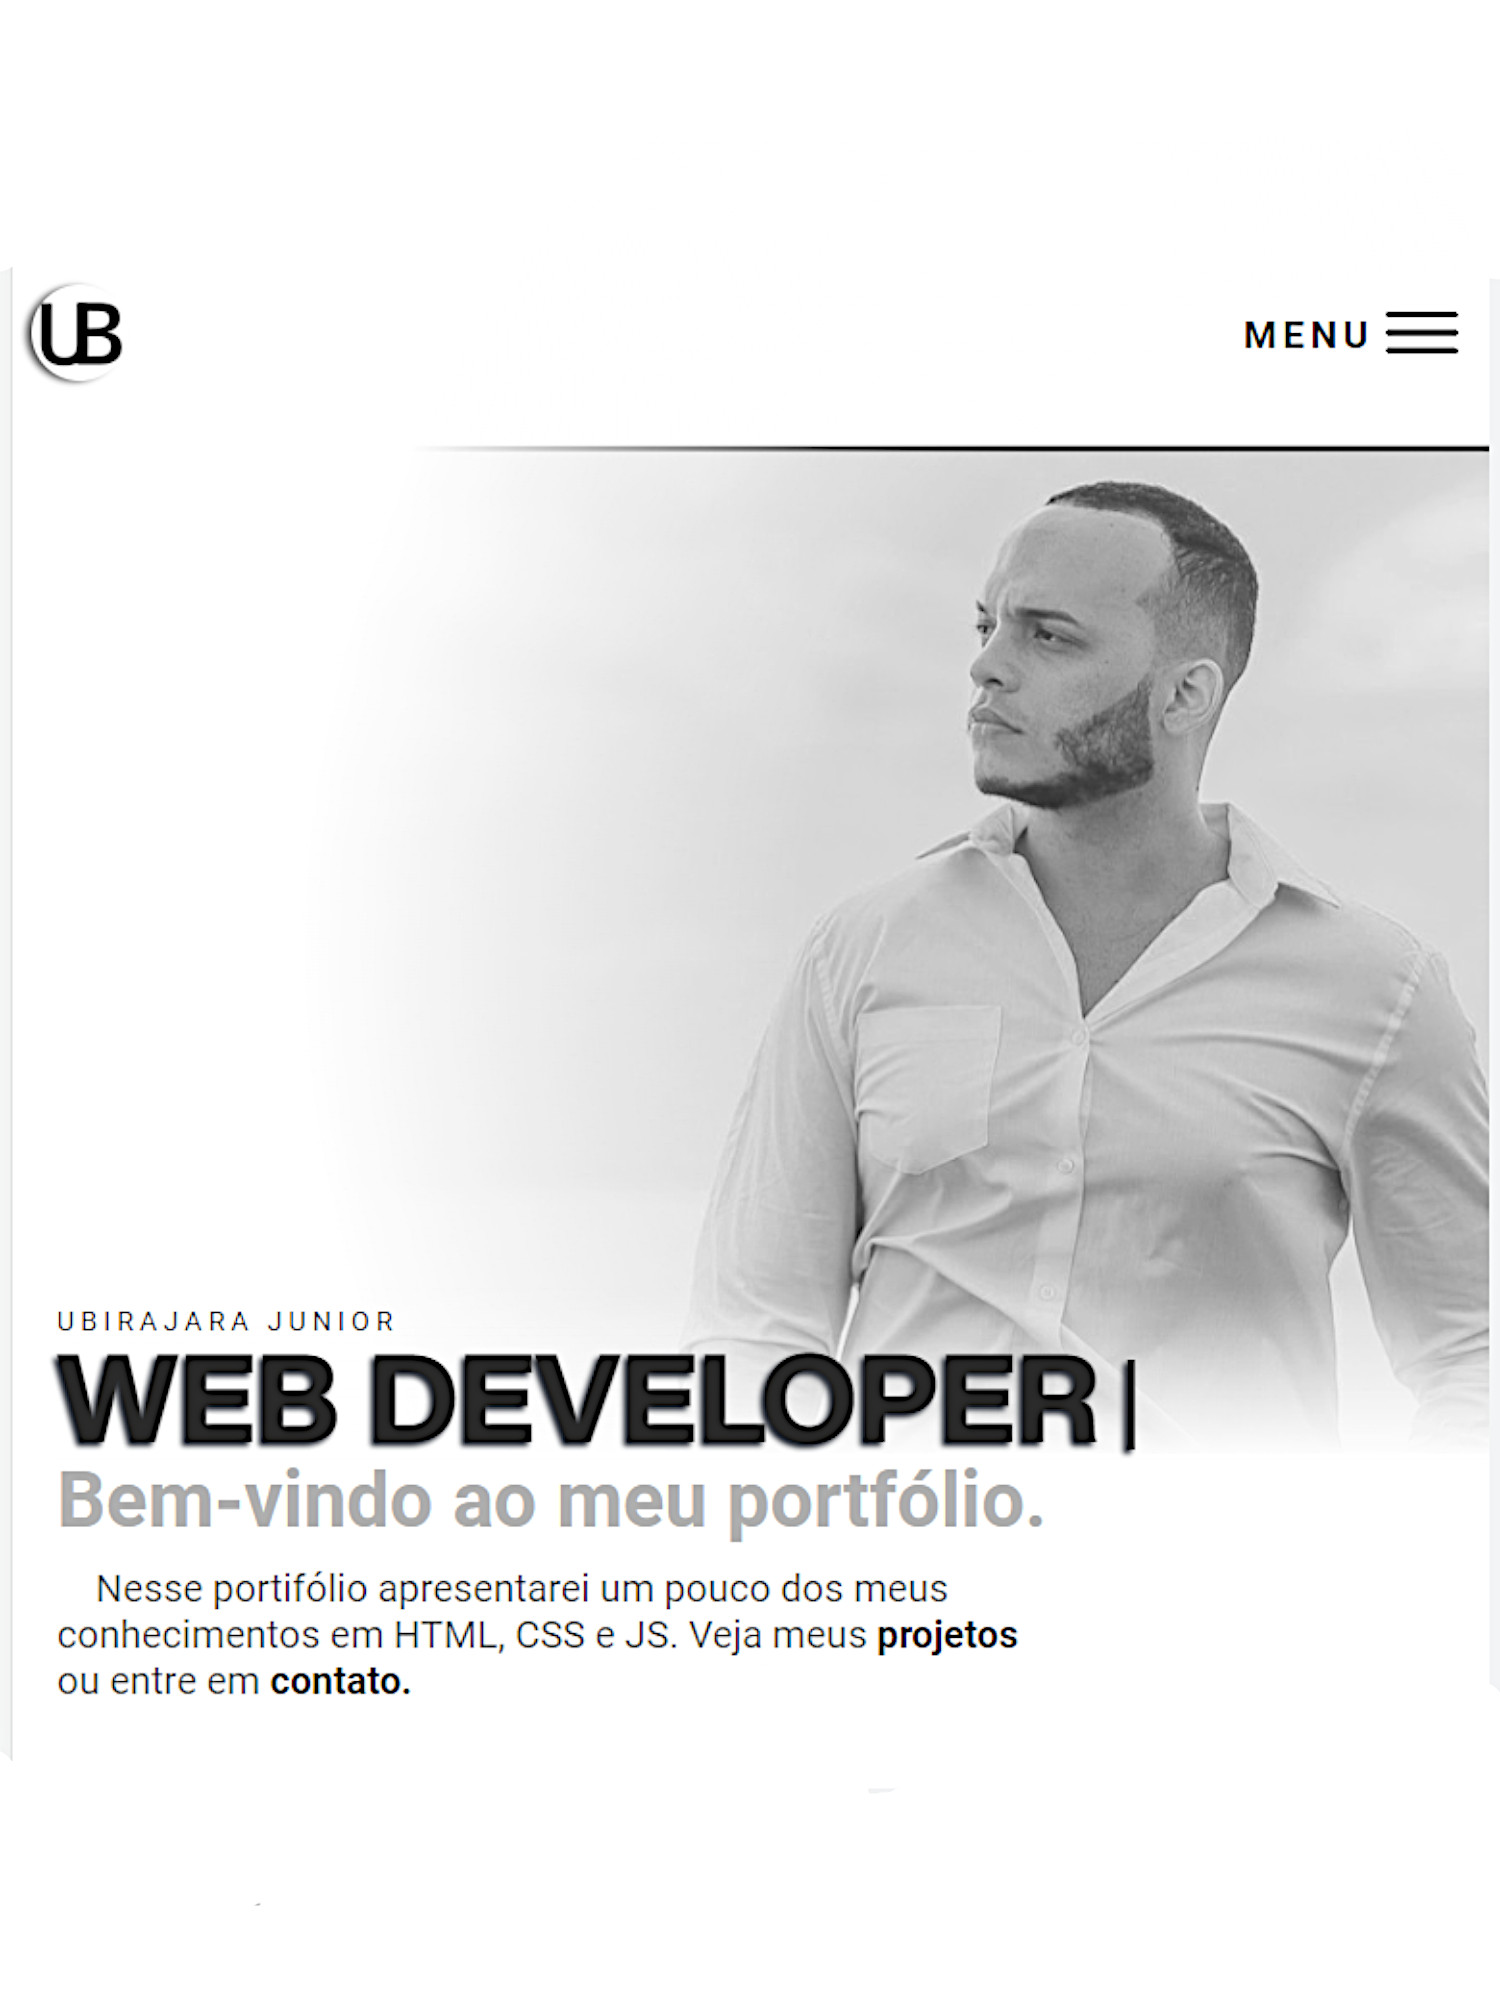 UB
MENU
UBIRAJARA JUNIOR
WEB DEVELOPER|
Bem-vindo ao meu portfólio.
Nesse portifólio apresentarei um pouco dos meus
conhecimentos em HTML, CSS e JS. Veja meus projetos
ou entre em contato.